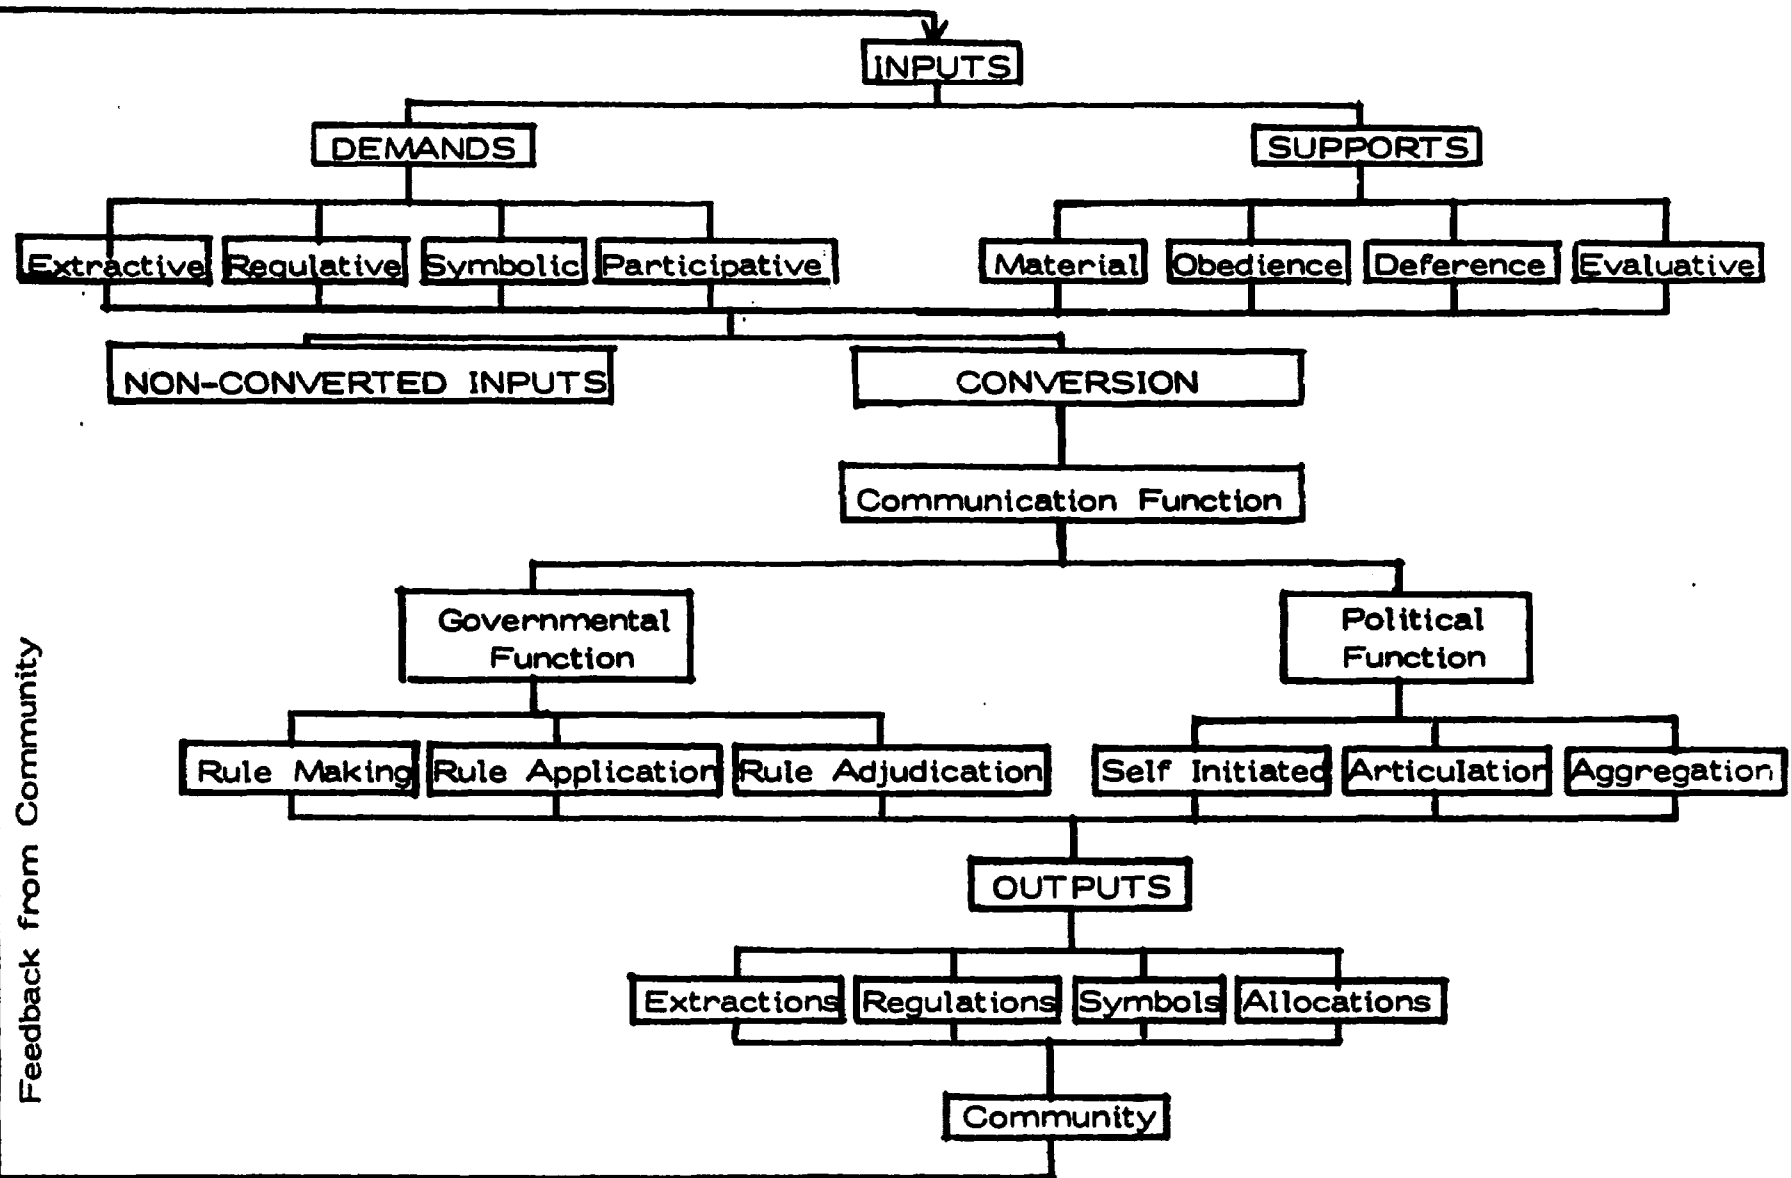 INPUTS
DEMANDS
SUPPORTS
Extractive
Regulative
Symbolic
Participative
Material
Obedience
Deference
Evaluative
NON-CONVERTED INPUTS
CONVERSION
Communication Function
Governmental
Function
Political
Function
Rule Making
Rule Application
Rule Adjudication
Self Initiated
Articulation
Aggregation
OUTPUTS
Extractions
Regulations
Symbols
Allocations
Community
Feedback from Community